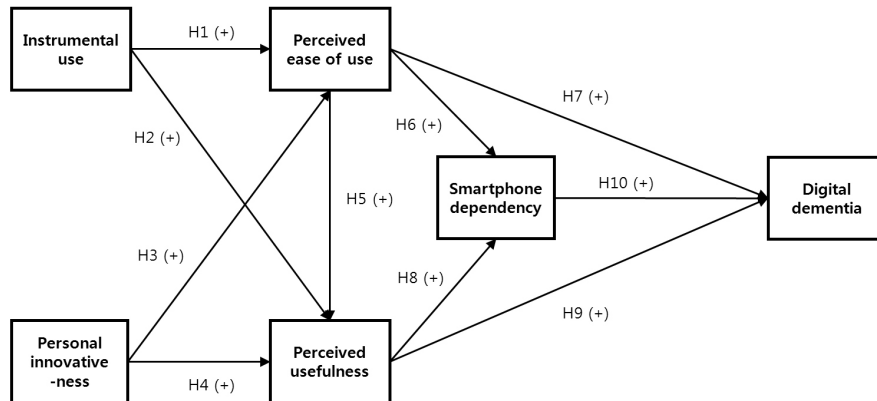 Instrumental
use
H1 (+)
Perceived
ease of use
H7 (+)
H6 (+)
H2 (+)
Smartphone
dependency
H10 (+)
Digital
dementia
H5 (+)
H3 (+)
H8 (+)
H9 (+)
Personal
innovative
-ness
H4 (+)
Perceived
usefulness